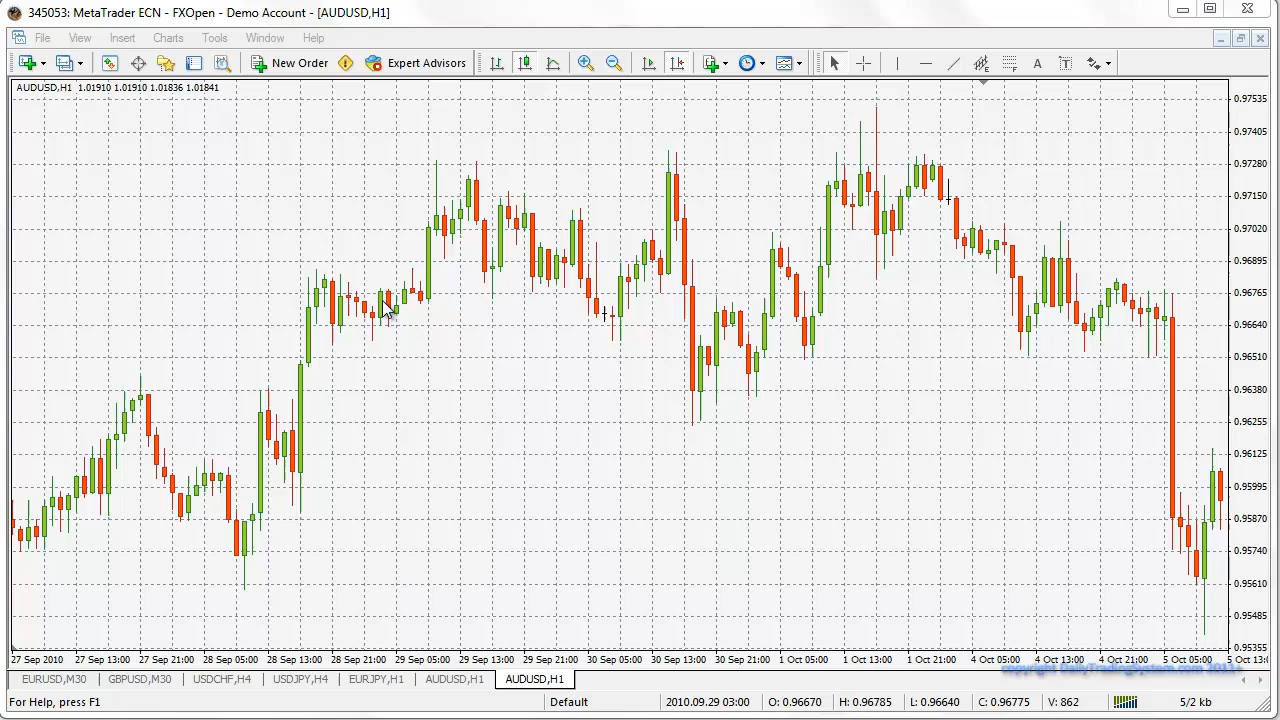 345053: MetaTrader ECN - FXOpen - Demo Account - [AUDUSD,H1]
File View Insert Charts Tools Window Help
New Order Expert Advisors
AUDUSD,H1 1.01910 1.01910 1.01836 1.01841
0.97535
0.97405
0.97280
0.97150
0.97020
0.96895
0.96765
0.96640
0.96510
0.96380
0.96255
0.96125
0.95995
0.95870
0.95740
0.95610
0.95485
0.95355
27 Sep 2010 27 Sep 13:00 27 Sep 21:00 28 Sep 05:00 28 Sep 13:00 28 Sep 21:00 29 Sep 05:00 29 Sep 13:00 29 Sep 21:00 30 Sep 05:00 30 Sep 13:00 30 Sep 21:00 1 Oct 05:00 1 Oct 13:00 1 Oct 21:00 4 Oct 05:00 4 Oct 13:00 4 Oct 21:00 5 Oct 05:00
copyright DailyTradingSystem.com 2011+
EURUSD,M30 GBPUSD,M30 USDCHF,H4 USDJPY,H4 EURJPY,H1 AUDUSD,H1 AUDUSD,H1
For Help, press F1 Default 2010.09.29 03:00 O: 0.96670 H: 0.96785 L: 0.96640 C: 0.96775 V: 862 5/2 kb